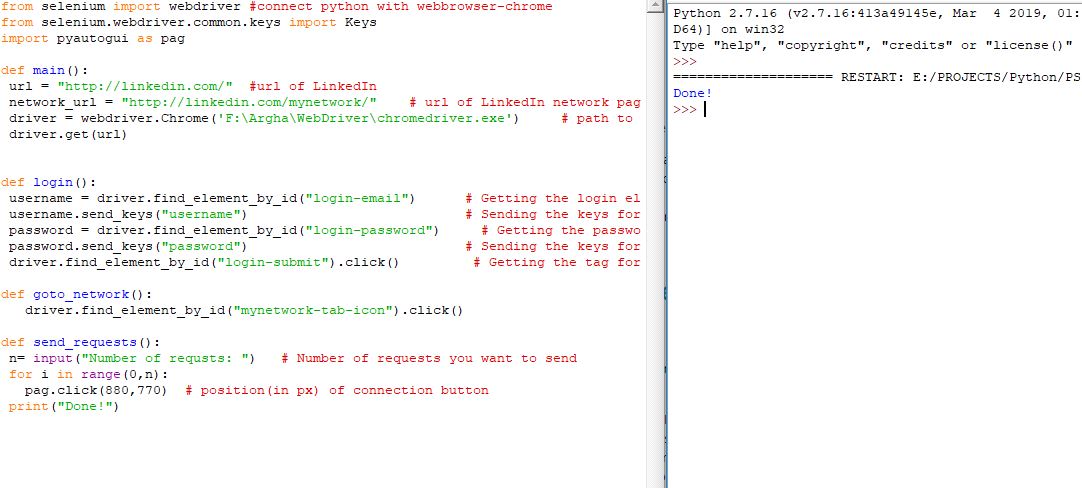 from selenium import webdriver #connect python with webbrowser-chrome
from selenium.webdriver.common.keys import Keys
import pyautogui as pag
def main():
url = "http://linkedin.com/" #url of LinkedIn
network_url = "http://linkedin.com/mynetwork/" # url of LinkedIn network pag
driver = webdriver.Chrome('F:\Argha\WebDriver\chromedriver.exe') # path to
driver.get(url)
def login():
username = driver.find_element_by_id("login-email") # Getting the login el
username.send_keys("username") # Sending the keys for
password = driver.find_element_by_id("login-password") # Getting the passwo
password.send_keys("password") # Sending the keys for
driver.find_element_by_id("login-submit").click() # Getting the tag for
def goto_network():
driver.find_element_by_id("mynetwork-tab-icon").click()
def send_requests():
n= input("Number of requsts: ") # Number of requests you want to send
for i in range(0,n):
pag.click(880,770) # position(in px) of connection button
print("Done!")
Python 2.7.16 (v2.7.16:413a49145e, Mar 4 2019, 01:
D64)] on win32
Type "help", "copyright", "credits" or "license()"
>>>
==================== RESTART: E:/PROJECTS/Python/PS
Done!
>>>